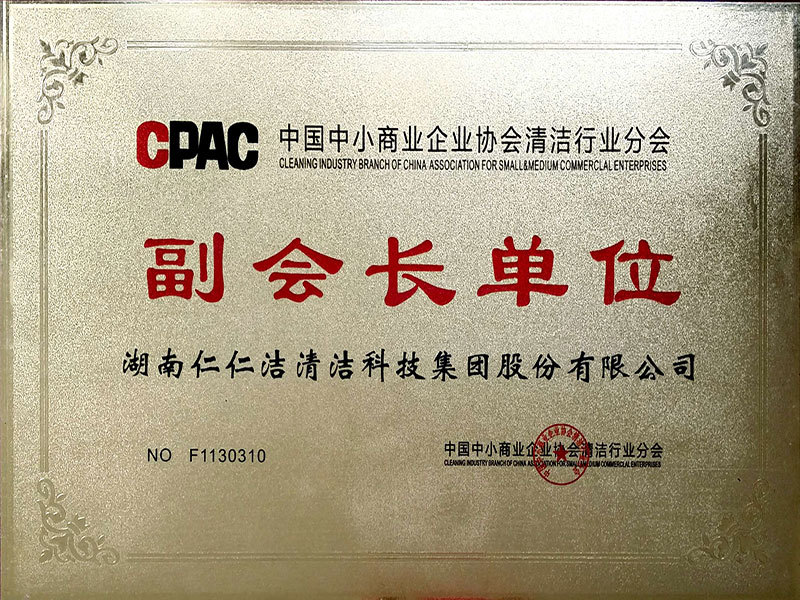 CPAC 中国中小商业企业协会清洁行业分会
CLEANING INDUSTRY BRANCH OF CHINA ASSOCIATION FOR SMALL&MEDIUM COMMERCLAL ENTERPRISES
副会长单位
湖南仁仁洁清洁科技集团股份有限公司
NO F1130310
中国中小商业企业协会清洁行业分会
CLEANING INDUSTRY BRANCH OF CHINA ASSOCIATION FOR SMALL&MEDIUM COMMERCLAL ENTERPRISES